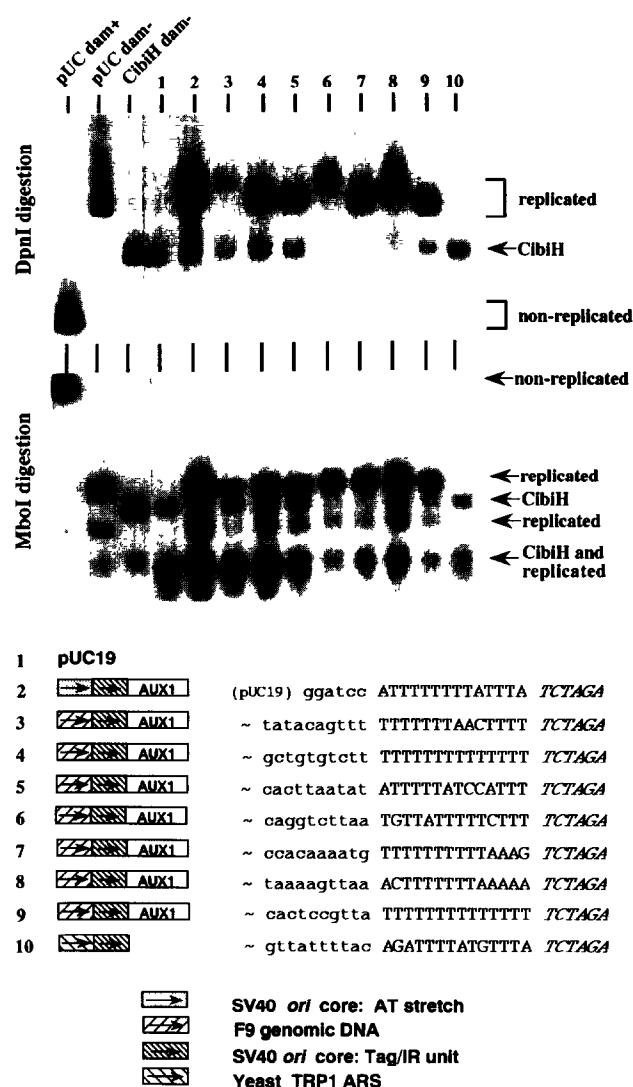 pUC dam+
pUC dam-
CibiH dam-
1 2 3 4 5 6 7 8 9 10
DpnI digestion
replicated
CibiH
non-replicated
non-replicated
MboI digestion
replicated
CibiH
replicated
CibiH and
replicated
1 pUC19
2 AUX1 (pUC19) ggatcc ATTTTTTTTATTTA TCTAGA
3 AUX1 ~ tatacagttt TTTTTTTAACTTTT TCTAGA
4 AUX1 ~ gctgtgtctt TTTTTTTTTTTTTT TCTAGA
5 AUX1 ~ cacttaatat ATTTTTATCCATTT TCTAGA
6 AUX1 ~ caggtcttaa TGTTATTTTTCTTT TCTAGA
7 AUX1 ~ ccacaaaatg TTTTTTTTTTAAAG TCTAGA
8 AUX1 ~ taaaagttaa ACTTTTTTTAAAAA TCTAGA
9 AUX1 ~ cactccgtta TTTTTTTTTTTTTT TCTAGA
10 ~ gttattttac AGATTTTATGTTTA TCTAGA
SV40 ori core: AT stretch
F9 genomic DNA
SV40 ori core: Tag/IR unit
Yeast TRP1 ARS